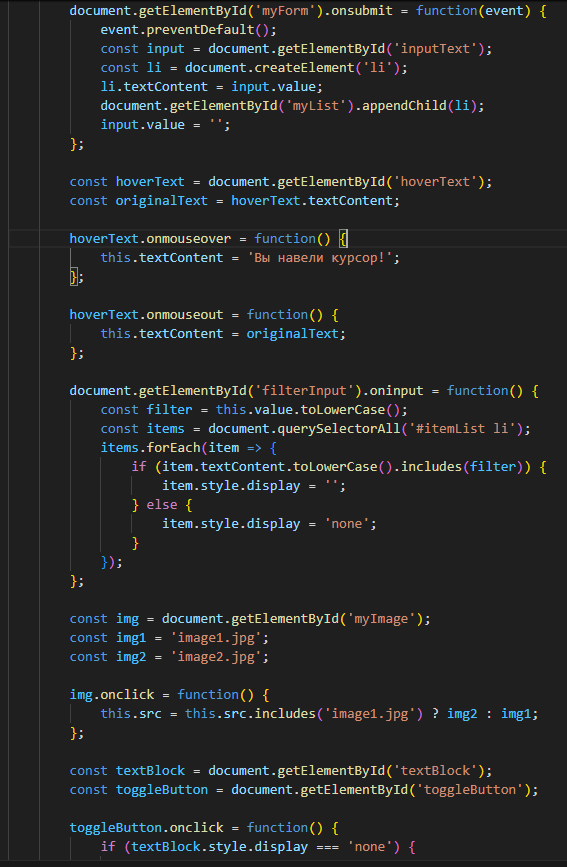 document.getElementById('myForm').onsubmit = function(event) {
    event.preventDefault();
    const input = document.getElementById('inputText');
    const li = document.createElement('li');
    li.textContent = input.value;
    document.getElementById('myList').appendChild(li);
    input.value = '';
};

const hoverText = document.getElementById('hoverText');
const originalText = hoverText.textContent;

hoverText.onmouseover = function() {
    this.textContent = 'Вы навели курсор!';
};

hoverText.onmouseout = function() {
    this.textContent = originalText;
};

document.getElementById('filterInput').oninput = function() {
    const filter = this.value.toLowerCase();
    const items = document.querySelectorAll('#itemList li');
    items.forEach(item => {
        if (item.textContent.toLowerCase().includes(filter)) {
            item.style.display = '';
        } else {
            item.style.display = 'none';
        }
    });
};

const img = document.getElementById('myImage');
const img1 = 'image1.jpg';
const img2 = 'image2.jpg';

img.onclick = function() {
    this.src = this.src.includes('image1.jpg') ? img2 : img1;
};

const textBlock = document.getElementById('textBlock');
const toggleButton = document.getElementById('toggleButton');

toggleButton.onclick = function() {
    if (textBlock.style.display === 'none') {